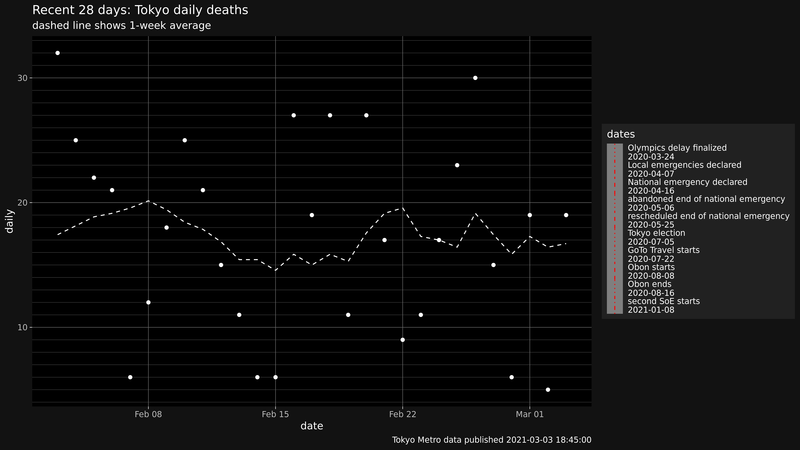 Recent 28 days: Tokyo daily deaths
dashed line shows 1-week average
daily
30
20
10
Feb 08
Feb 15
Feb 22
Mar 01
date
Tokyo Metro data published 2021-03-03 18:45:00
dates
Olympics delay finalized
2020-03-24
Local emergencies declared
2020-04-07
National emergency declared
2020-04-16
abandoned end of national emergency
2020-05-06
rescheduled end of national emergency
2020-05-25
Tokyo election
2020-07-05
GoTo Travel starts
2020-07-22
Obon starts
2020-08-08
Obon ends
2020-08-16
second SoE starts
2021-01-08